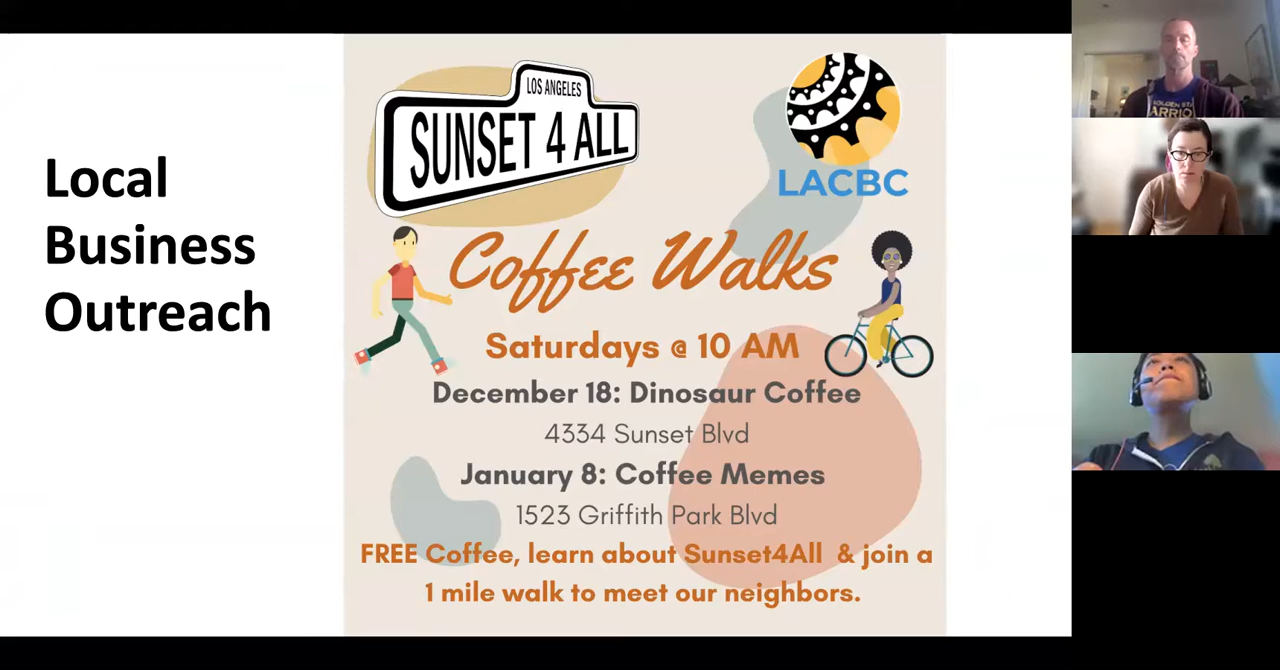 Local
Business
Outreach
LOS ANGELES
SUNSET 4 ALL
LACBC
Coffee Walks
Saturdays @ 10 AM
December 18: Dinosaur Coffee
4334 Sunset Blvd
January 8: Coffee Memes
1523 Griffith Park Blvd
FREE Coffee, learn about Sunset4All & join a
1 mile walk to meet our neighbors.